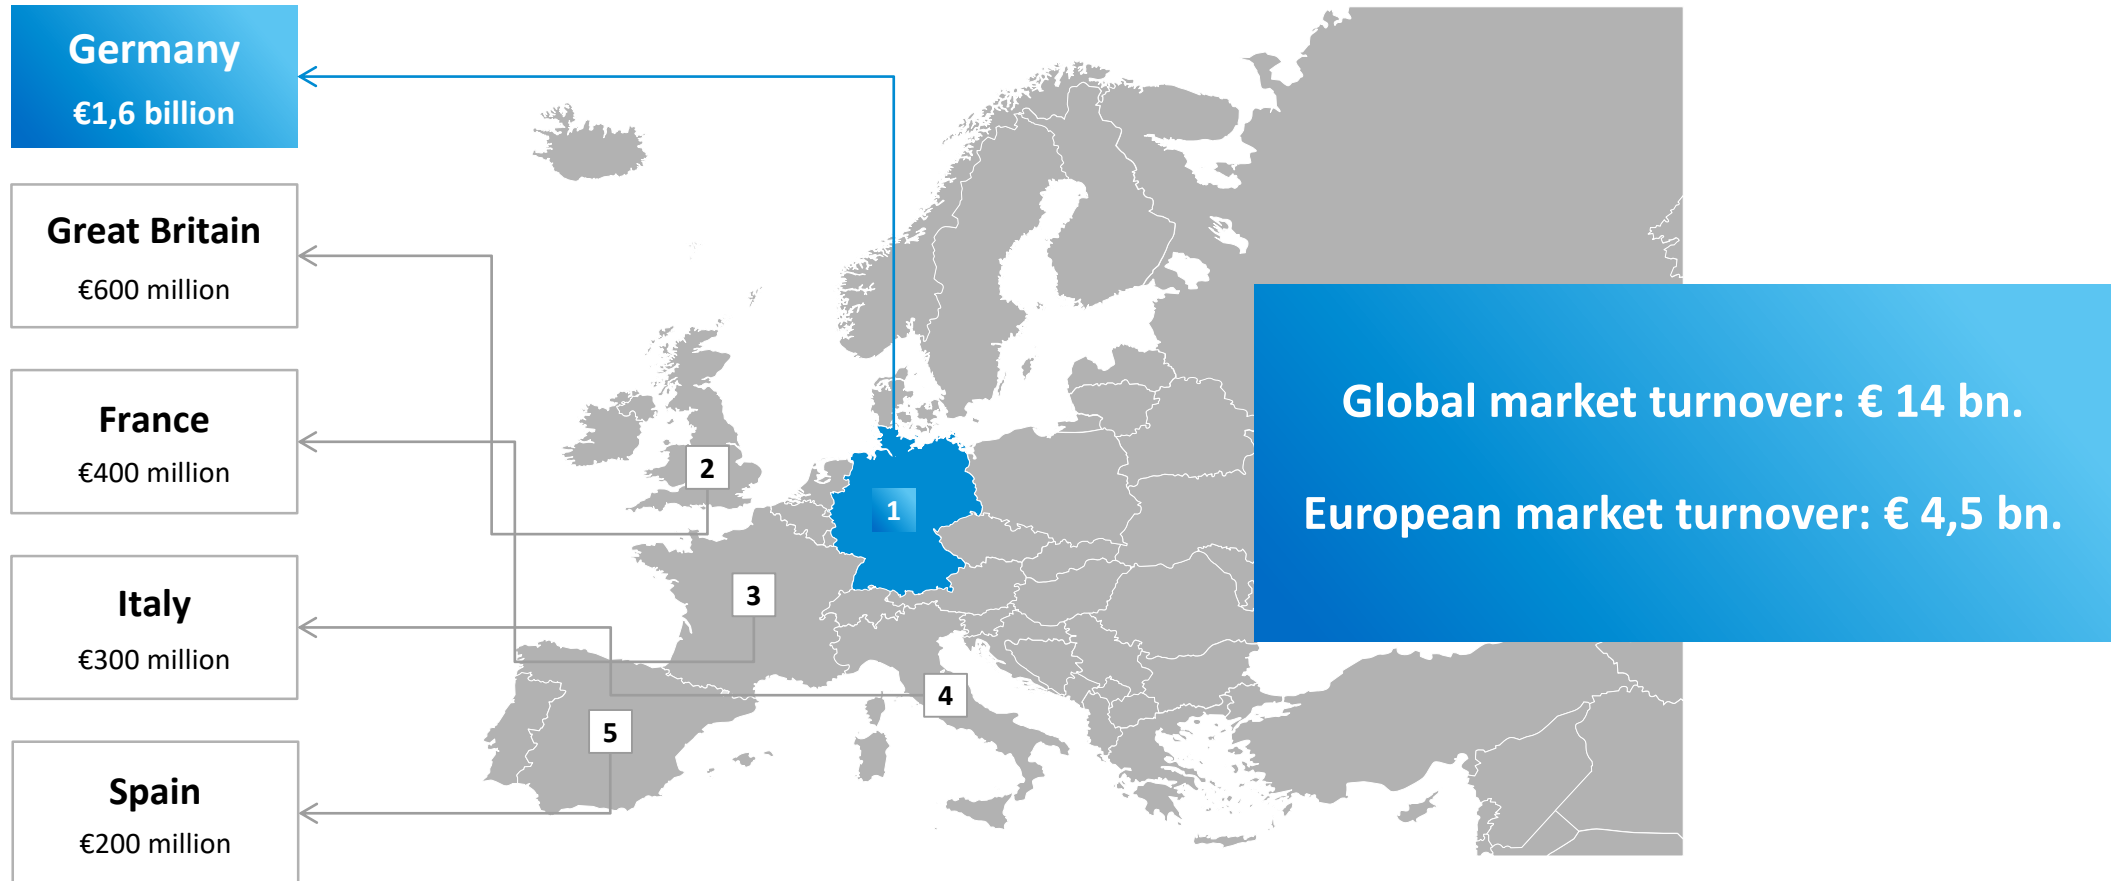 Germany
€1,6 billion
Great Britain
€600 million
France
€400 million
Italy
€300 million
Spain
€200 million
1
2
3
4
5
Global market turnover: € 14 bn.
European market turnover: € 4,5 bn.